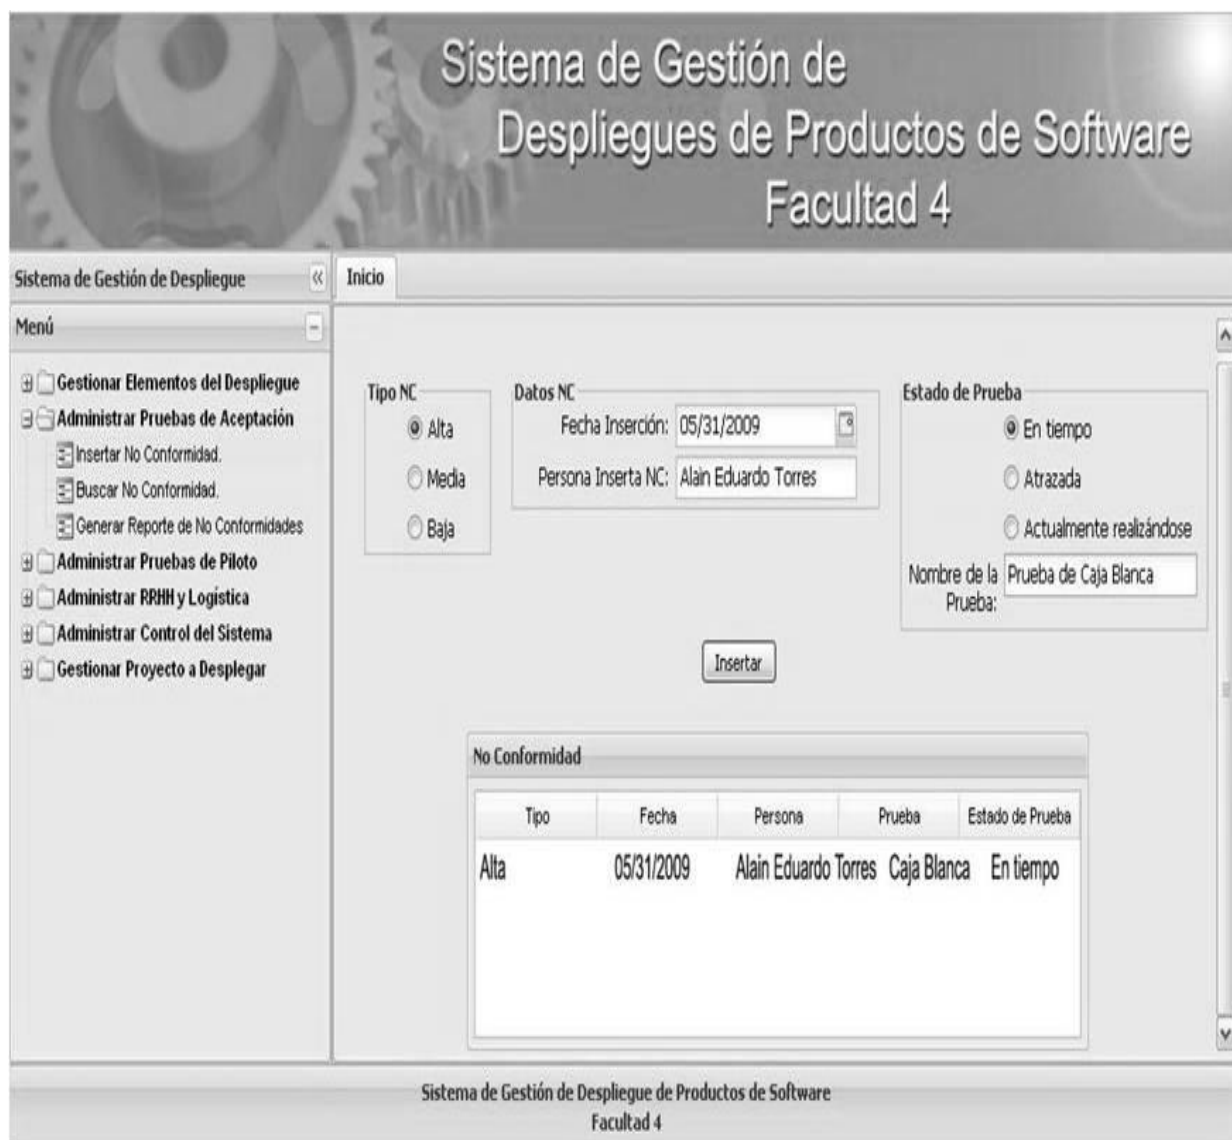 Sistema de Gestión de
Despliegues de Productos de Software
Facultad 4
Sistema de Gestión de Despliegue
Inicio
Menú
Gestionar Elementos del Despliegue
Administrar Pruebas de Aceptación
Insertar No Conformidad.
Buscar No Conformidad.
Generar Reporte de No Conformidades
Administrar Pruebas de Piloto
Administrar RRHH y Logística
Administrar Control del Sistema
Gestionar Proyecto a Desplegar
Tipo NC
Alta
Media
Baja
Datos NC
Fecha Inserción: 05/31/2009
Persona Inserta NC: Alain Eduardo Torres
Estado de Prueba
En tiempo
Atrazada
Actualmente realizándose
Nombre de la Prueba de Caja Blanca
Prueba:
Insertar
No Conformidad
Tipo Fecha Persona Prueba Estado de Prueba
Alta 05/31/2009 Alain Eduardo Torres Caja Blanca En tiempo
Sistema de Gestión de Despliegue de Productos de Software
Facultad 4